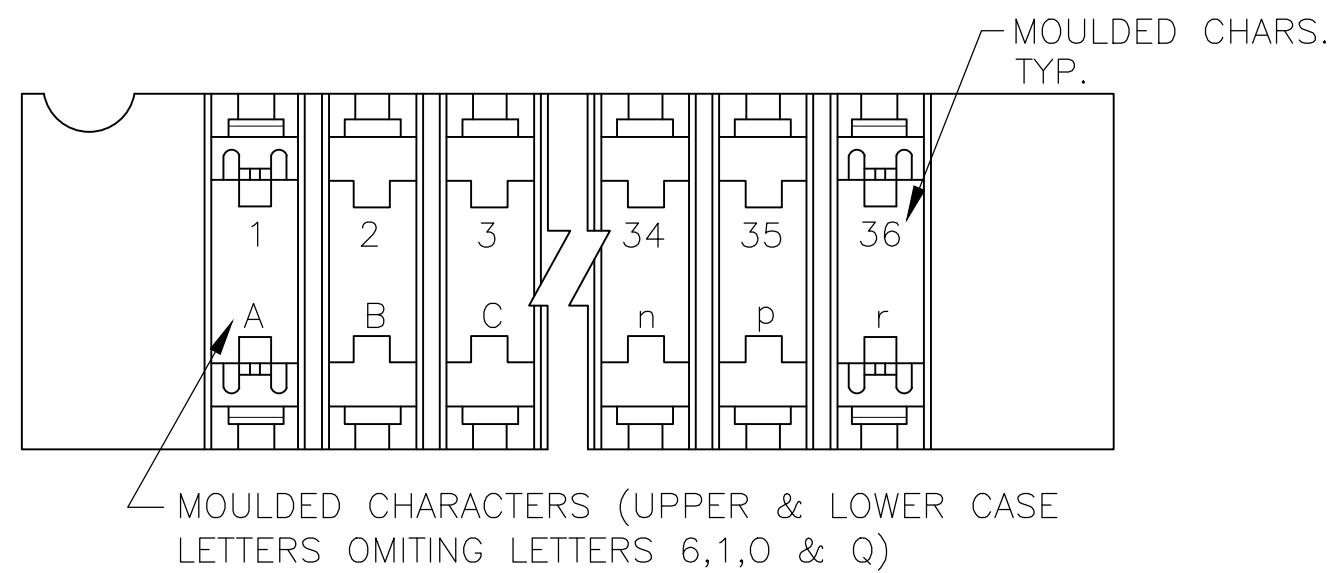 MOULDED CHARS.
TYP.
1 2 3 34 35 36
A B C n p r
MOULDED CHARACTERS (UPPER & LOWER CASE
LETTERS OMITING LETTERS 6,1,O & Q)